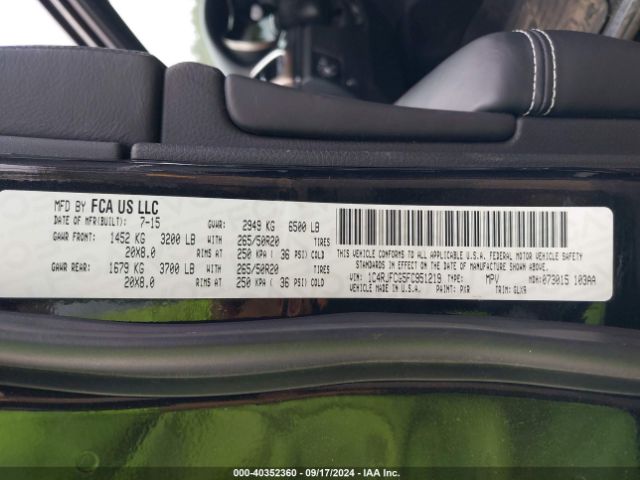 MFD BY FCA US LLC
DATE OF MFR(BUILT): 7-15 GVWR: 2949 KG 6500 LB
GAWR FRONT: 1452 KG 3200 LB WITH 265/50R20 TIRES
20X8.0 RIMS AT 250 KPA ( 36 PSI) COLD
GAWR REAR: 1679 KG 3700 LB WITH 265/50R20 TIRES
20X8.0 RIMS AT 250 KPA ( 36 PSI) COLD
THIS VEHICLE CONFORMS TO ALL APPLICABLE U.S.A. FEDERAL MOTOR VEHICLE SAFETY
STANDARDS IN EFFECT ON THE DATE OF MANUFACTURE SHOWN ABOVE.
VIN: 1C4RJFCG5FC951219 TYPE: MPV MDH: 073015 103AA
VEHICLE MADE IN U.S.A. PAINT: PXR TRIM: GLX9
000-40352360 - 09/17/2024 - IAA Inc.